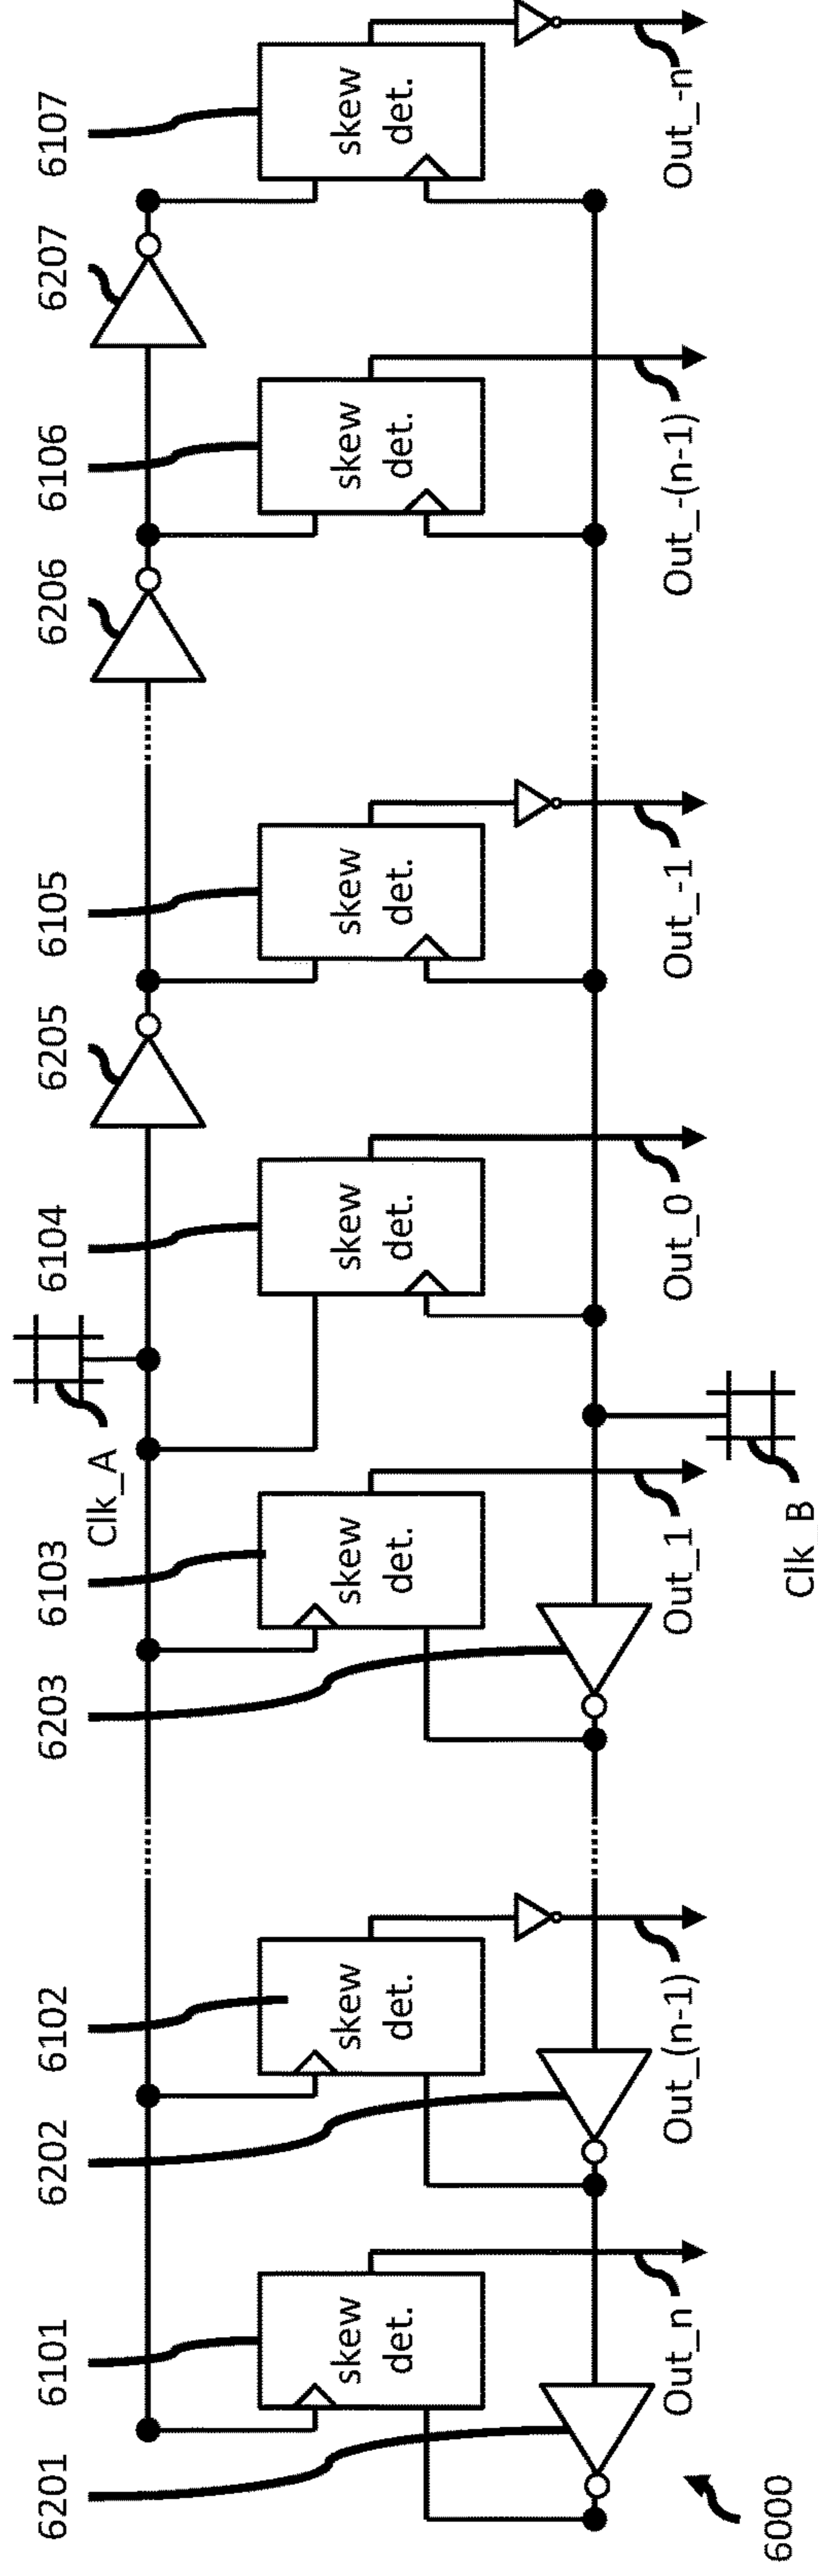 6201
6101
6202
6102
6203
6103
Clk_A
6104
6205
6105
6206
6106
6207
6107
skew
det.
skew
det.
skew
det.
skew
det.
skew
det.
skew
det.
skew
det.
Out_n
Out_(n-1)
Out_1
Out_0
Out_-1
Out_-(n-1)
Out_-n
6000
Clk_B